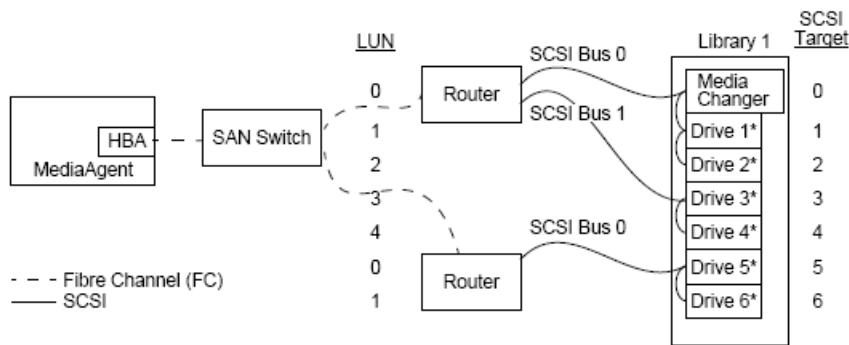 LUN
SCSI
Target
Library 1
SCSI Bus 0
Router
SCSI Bus 1
Media
Changer
0
0
HBA
MediaAgent
SAN Switch
1
Drive 1*
1
2
Drive 2*
2
3
Drive 3*
3
4
SCSI Bus 0
Drive 4*
4
0
Router
Drive 5*
5
1
Drive 6*
6
Fibre Channel (FC)
SCSI